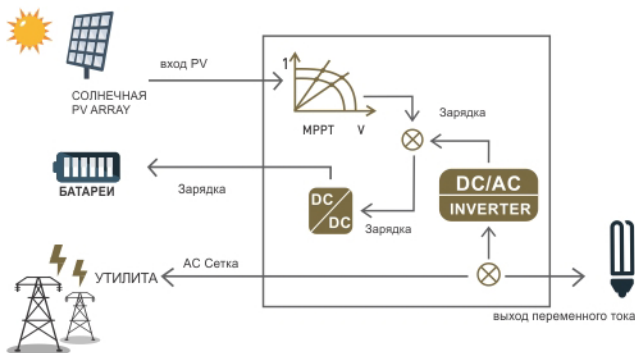 вход PV
СОЛНЕЧНАЯ
PV ARRAY
1
MPPT V
Зарядка
БАТАРЕИ
Зарядка
DC
DC
Зарядка
DC/AC
INVERTER
УТИЛИТА
AC Сетка
выход переменного тока